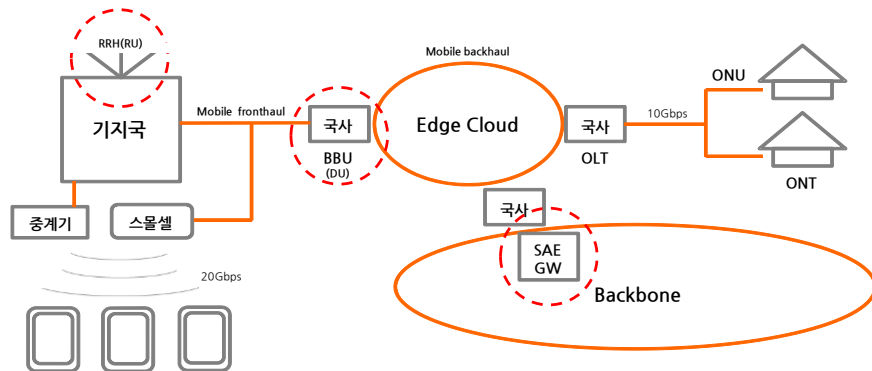 RRH(RU)
기지국
Mobile fronthaul
국사
BBU
(DU)
중계기
스몰셀
20Gbps
Mobile backhaul
Edge Cloud
국사
OLT
10Gbps
ONU
ONT
국사
SAE
GW
Backbone